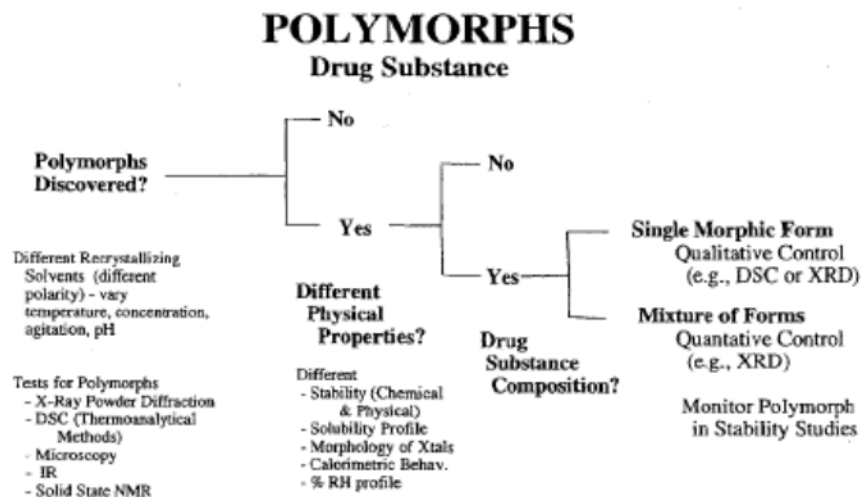 POLYMORPHS
Drug Substance
No
Polymorphs
Discovered?
No
Yes
Single Morphic Form
Qualitative Control
(e.g., DSC or XRD)
Yes
Different Recrystallizing
Solvents (different
polarity) - vary
temperature, concentration,
agitation, pH
Different
Physical
Properties?
Mixture of Forms
Quantative Control
(e.g., XRD)
Drug
Substance
Composition?
Tests for Polymorphs
- X-Ray Powder Diffraction
- DSC (Thermoanalytical
Methods)
- Microscopy
- IR
- Solid State NMR
Different
- Stability (Chemical
& Physical)
- Solubility Profile
- Morphology of Xtals
- Calorimetric Behav.
- % RH profile
Monitor Polymorph
in Stability Studies